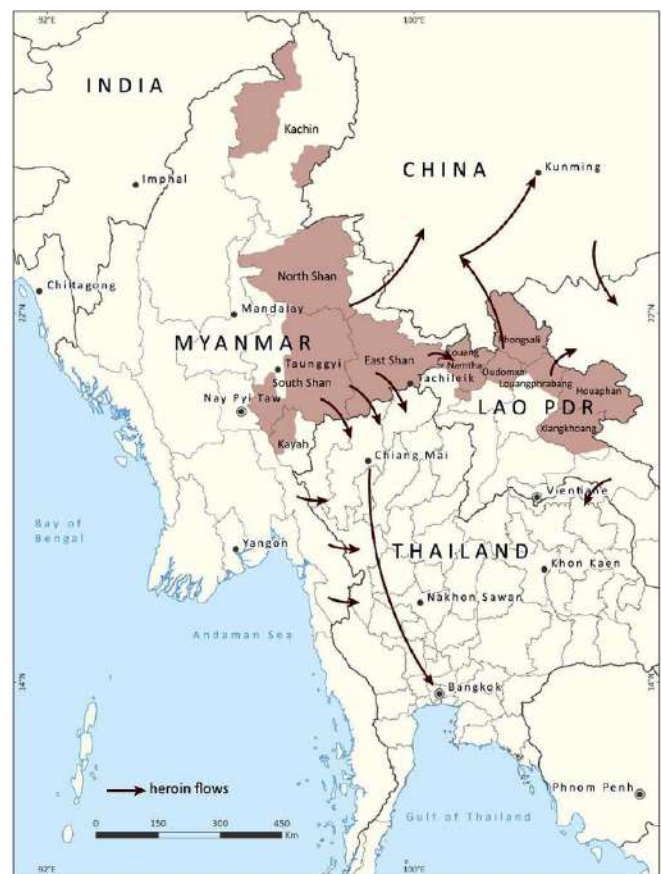 92°E
100°E
INDIA
Kachin
CHINA
Kunming
Imphal
North Shan
Chittagong
22°N
22°N
Mandalay
Phongsali
MYANMAR
East Shan
Louang
Namtha
Oudomxai
Taunggyi
South Shan
Tachileik
Louangphrabang
Houaphan
Nay Pyi Taw
LAO PDR
Xiangkhoang
Kayah
Chiang Mai
Vientiane
Bay of
Bengal
Yangon
THAILAND
Khon Kaen
Nakhon Sawan
Andaman Sea
14°N
14°N
Bangkok
heroin flows
Phnom Penh
0 150 300 450
Km
Gulf of Thailand
92°E
100°E